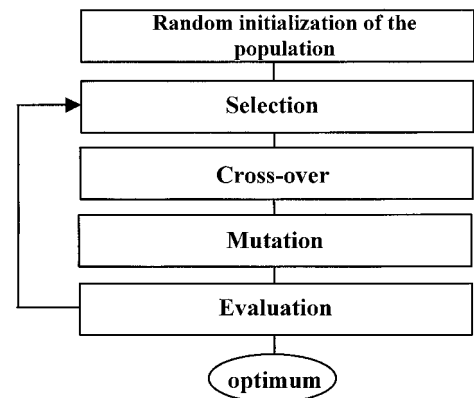 Random initialization of the
population
Selection
Cross-over
Mutation
Evaluation
optimum